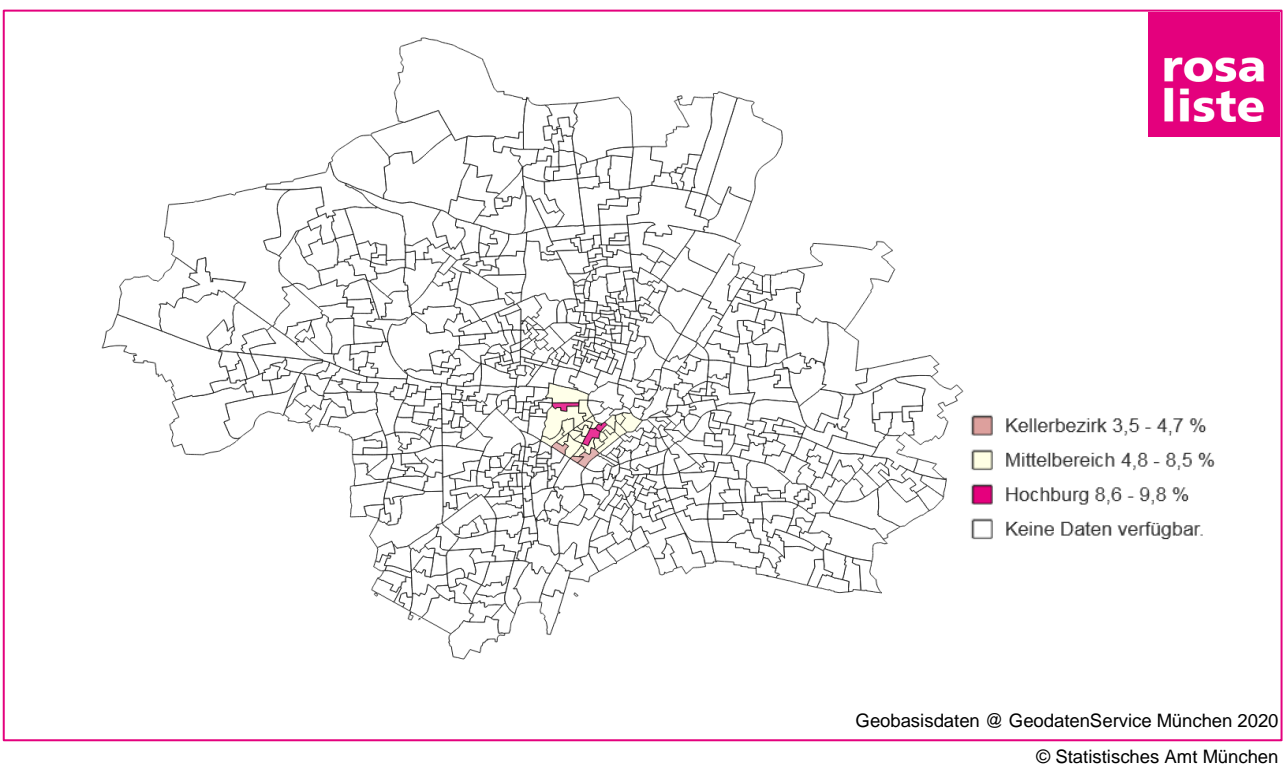 rosa
liste
Kellerbezirk 3,5 - 4,7 %
Mittelbereich 4,8 - 8,5 %
Hochburg 8,6 - 9,8 %
Keine Daten verfügbar.
Geobasisdaten @ GeodatenService München 2020
© Statistisches Amt München